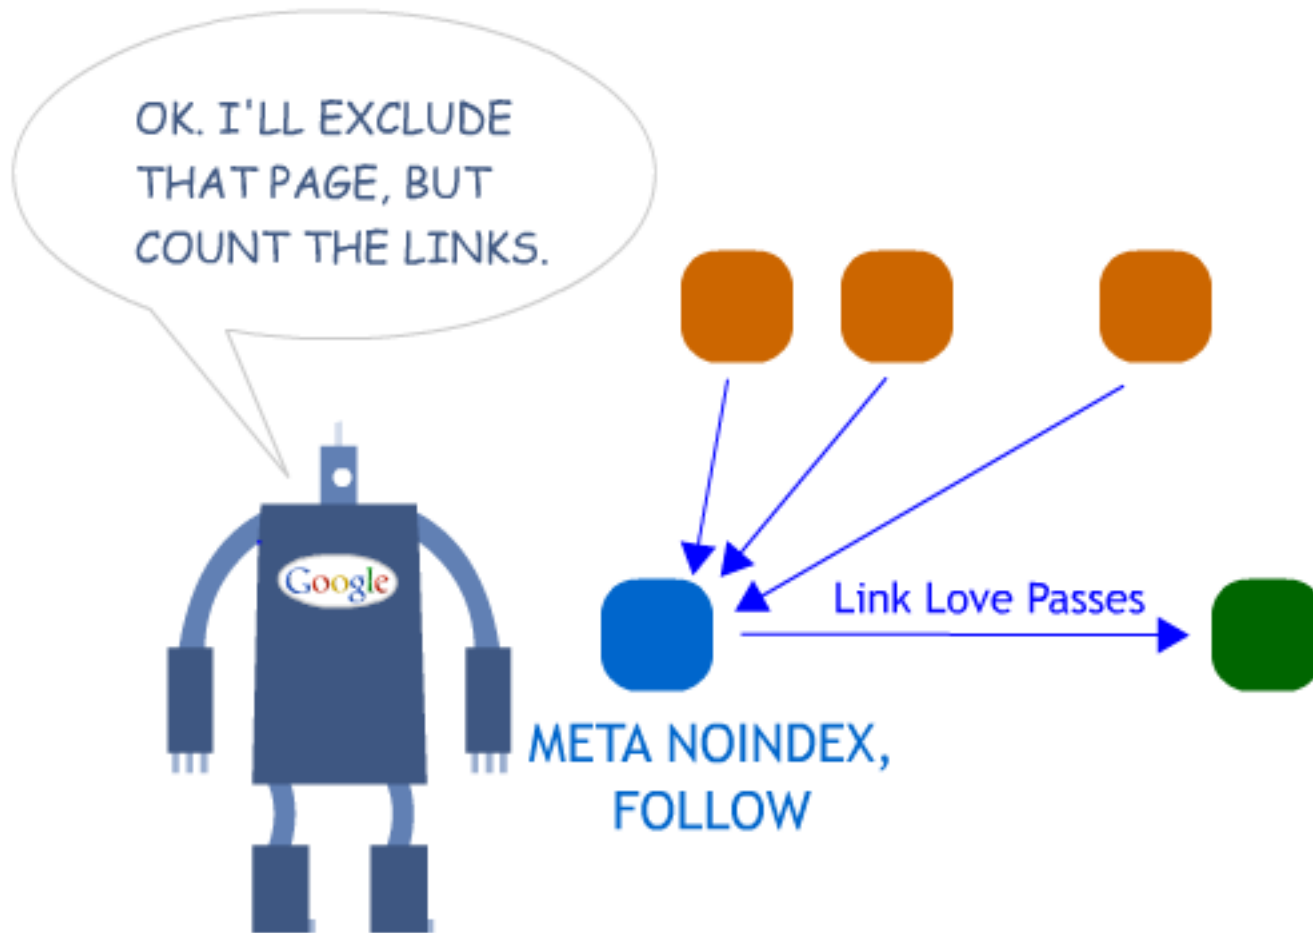 OK. I'LL EXCLUDE
THAT PAGE, BUT
COUNT THE LINKS.
Google
Link Love Passes
META NOINDEX,
FOLLOW